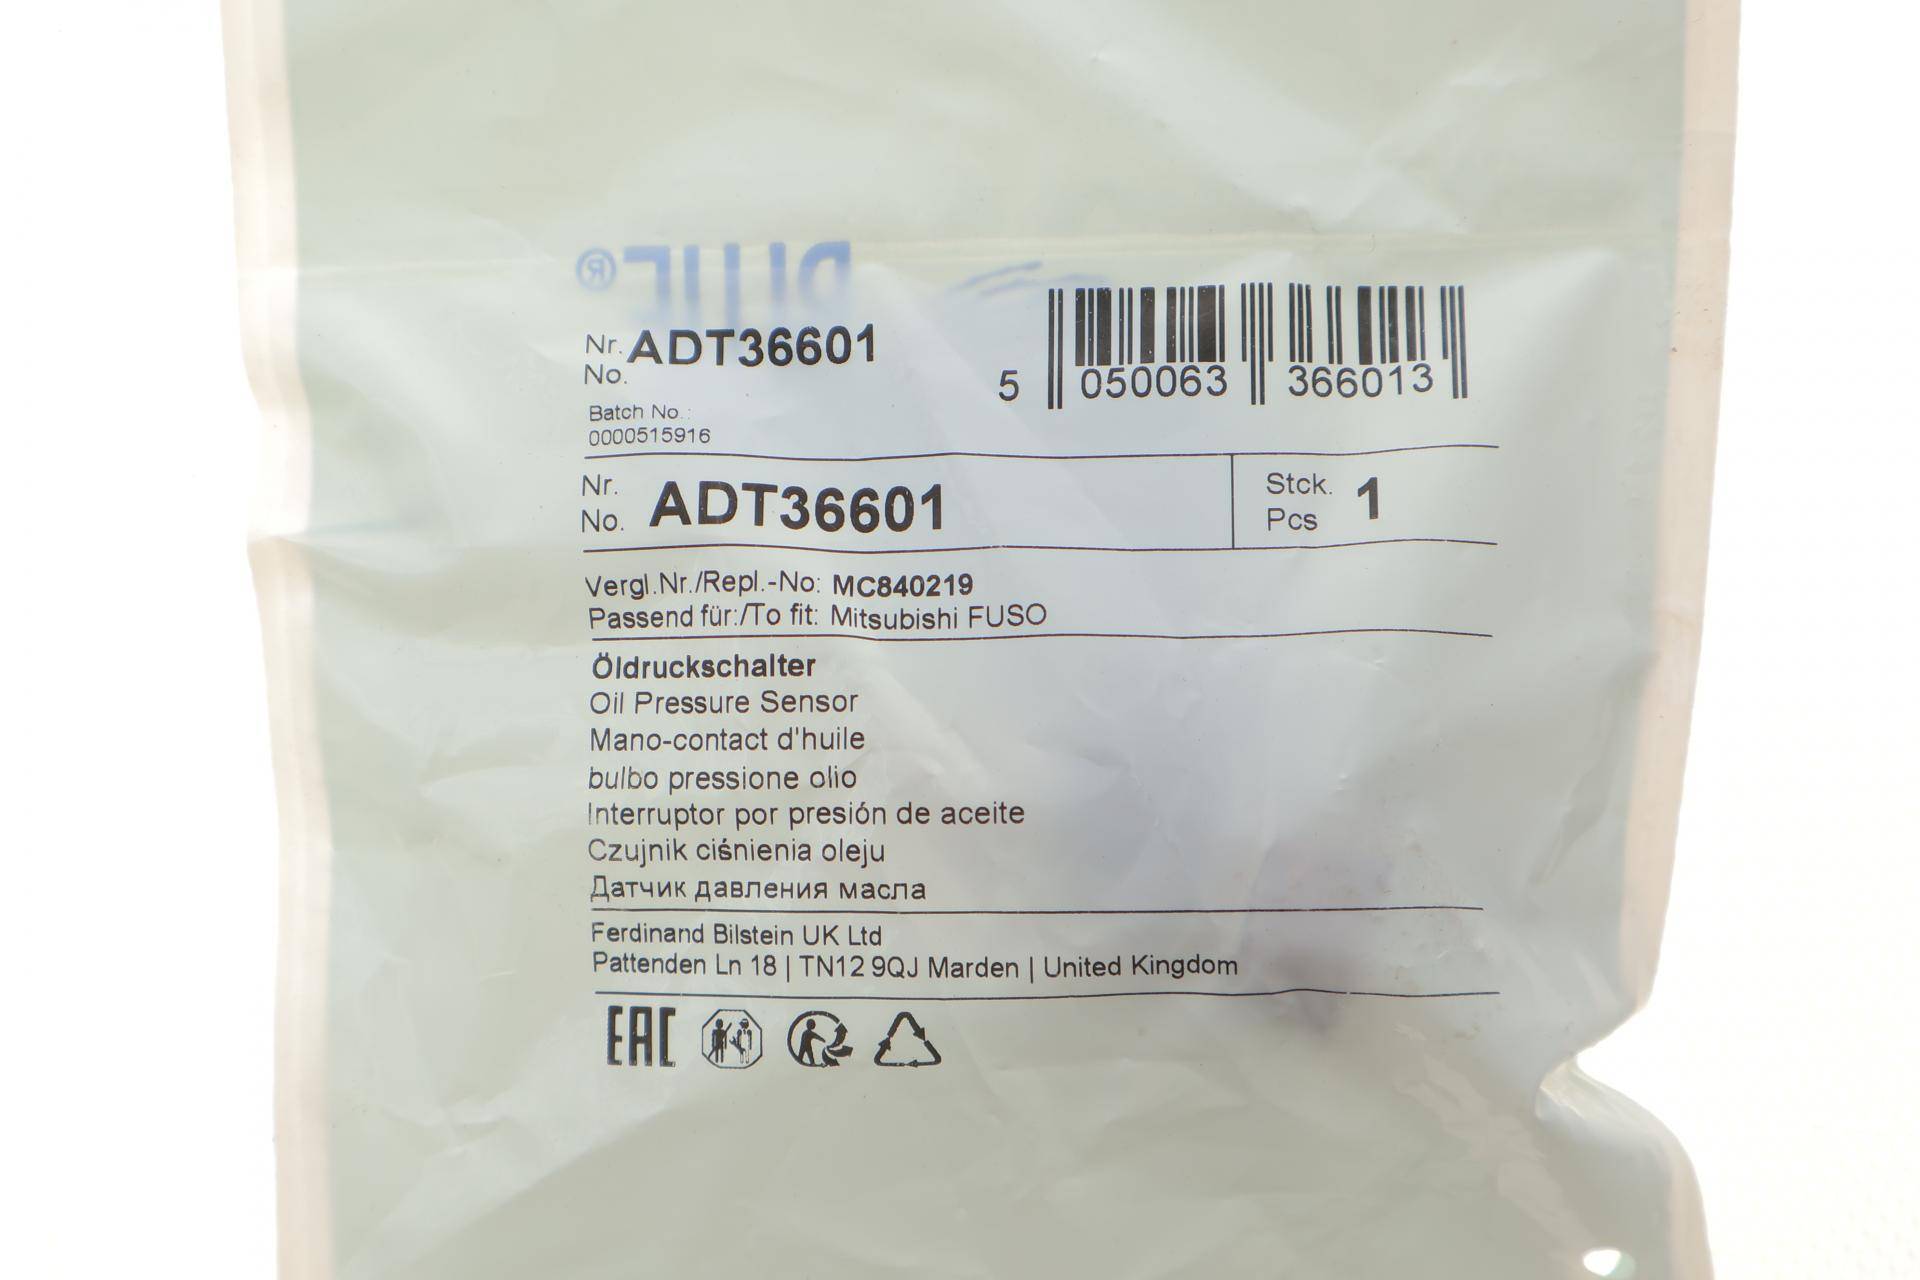 Nr. ADT36601
No.
5 050063 366013
Batch No.:
0000515916
Nr.
No. ADT36601
Stck.
Pcs 1
Vergl.Nr./Repl.-No: MC840219
Passend für:/To fit: Mitsubishi FUSO
Öldruckschalter
Oil Pressure Sensor
Mano-contact d'huile
bulbo pressione olio
Interruptor por presión de aceite
Czujnik ciśnienia oleju
Датчик давления масла
Ferdinand Bilstein UK Ltd
Pattenden Ln 18 | TN12 9QJ Marden | United Kingdom
EAC